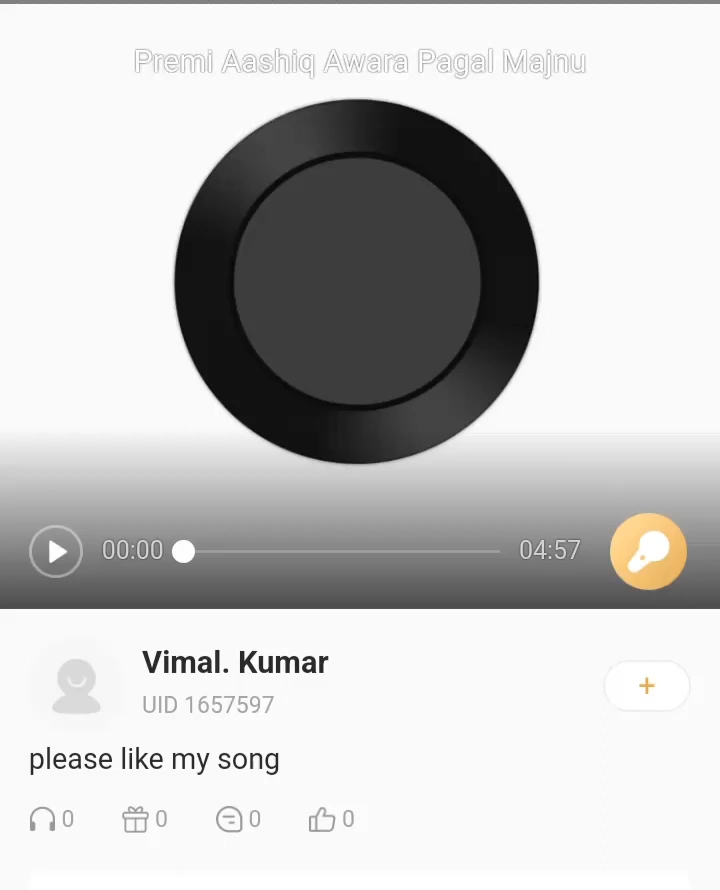 Premi Aashiq Awara Pagal Majnu
00:00 04:57
Vimal. Kumar
UID 1657597
+
please like my song
0 0 0 0